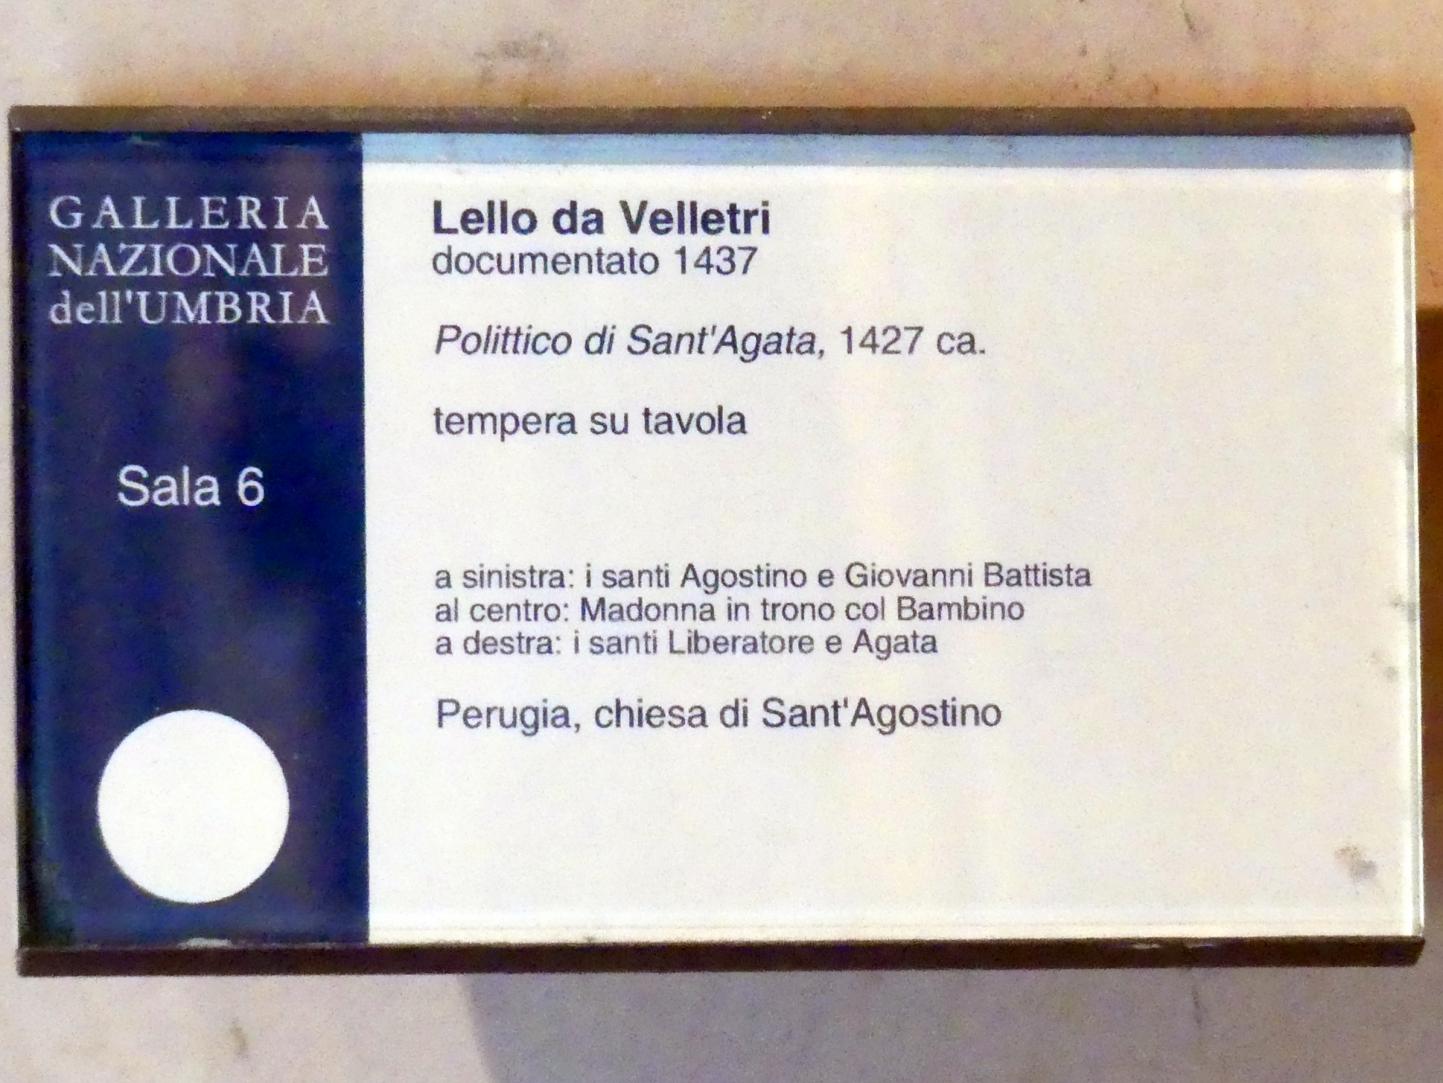 GALLERIA
NAZIONALE
dell'UMBRIA
Sala 6
Lello da Velletri
documentato 1437
Polittico di Sant'Agata, 1427 ca.
tempera su tavola
a sinistra: i santi Agostino e Giovanni Battista
al centro: Madonna in trono col Bambino
a destra: i santi Liberatore e Agata
Perugia, chiesa di Sant'Agostino